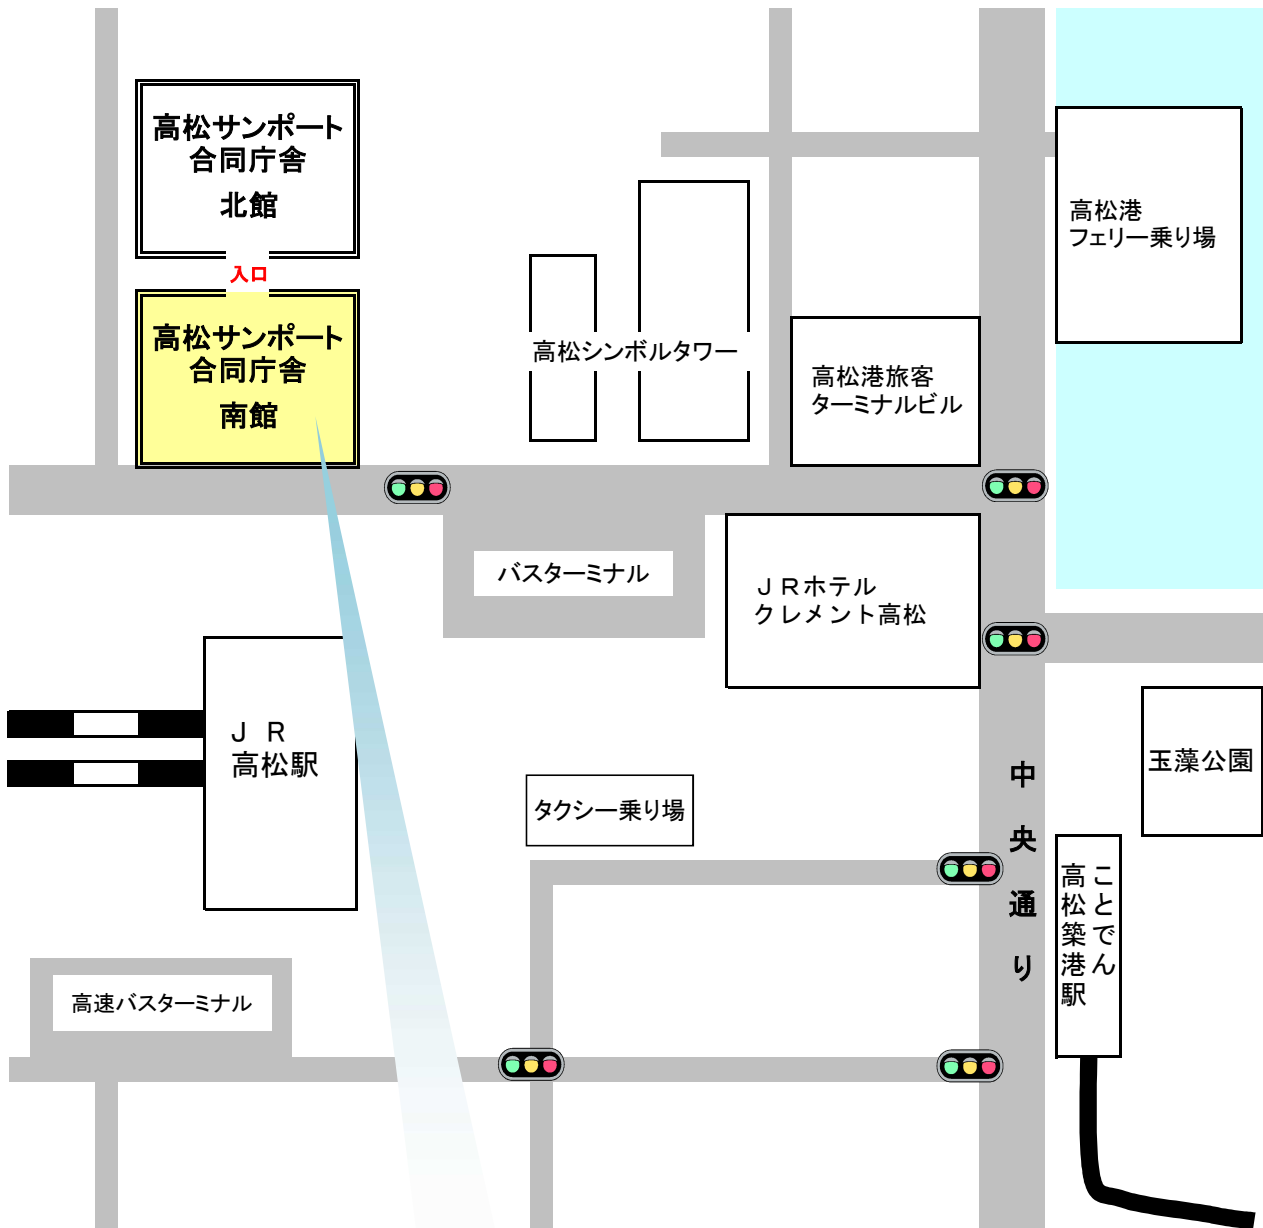 高松サンポート
合同庁舎
北館
入口
高松サンポート
合同庁舎
南館
高松シンボルタワー
高松港
フェリー乗り場
高松港旅客
ターミナルビル
バスターミナル
ＪＲホテル
クレメント高松
Ｊ Ｒ
高松駅
タクシー乗り場
玉藻公園
中央通り
ことでん
高松築港駅
高速バスターミナル